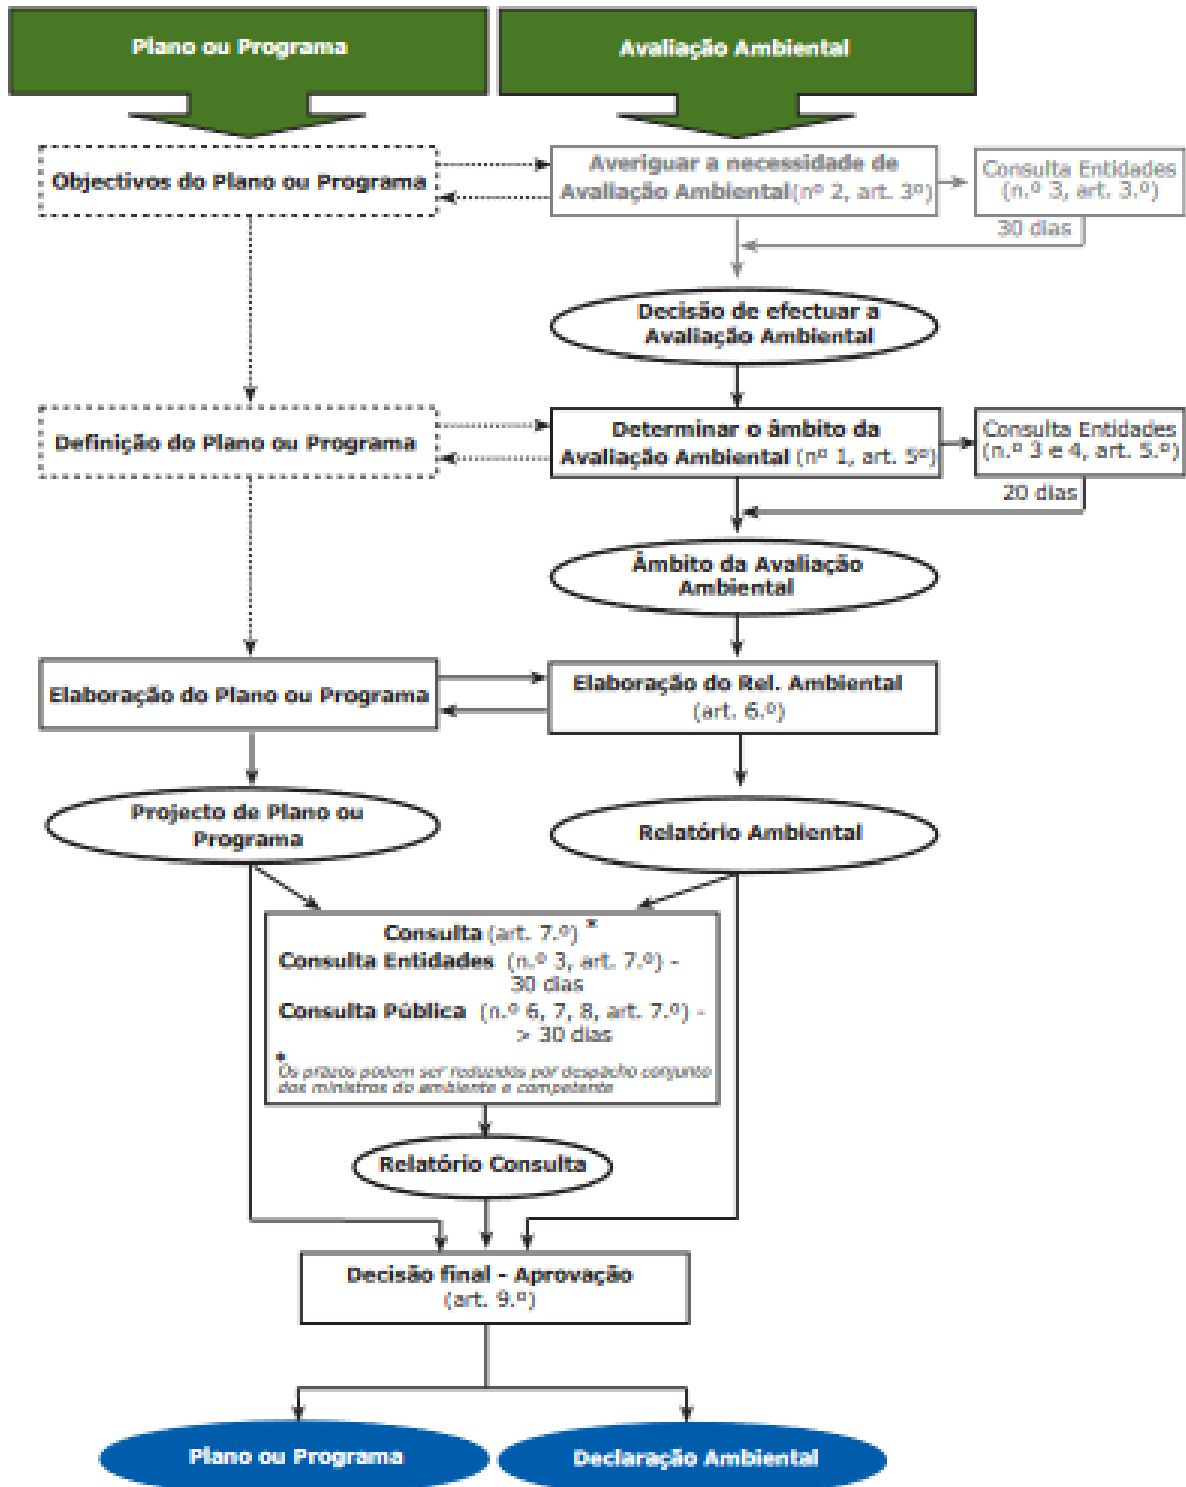 Plano ou Programa
Avaliação Ambiental
Objectivos do Plano ou Programa
Averiguar a necessidade de
Avaliação Ambiental(nº 2, art. 3º)
Consulta Entidades
(n.º 3, art. 3.º)
30 dias
Decisão de efectuar a
Avaliação Ambiental
Definição do Plano ou Programa
Determinar o âmbito da
Avaliação Ambiental (nº 1, art. 5º)
Consulta Entidades
(n.º 3 e 4, art. 5.º)
20 dias
Âmbito da Avaliação
Ambiental
Elaboração do Plano ou Programa
Elaboração do Rel. Ambiental
(art. 6.º)
Projecto de Plano ou
Programa
Relatório Ambiental
Consulta (art. 7.º) *
Consulta Entidades (n.º 3, art. 7.º) -
30 dias
Consulta Pública (n.º 6, 7, 8, art. 7.º) -
> 30 dias
*
Os prazos podem ser reduzidos por despacho conjunto
dos ministros do ambiente e competente
Relatório Consulta
Decisão final - Aprovação
(art. 9.º)
Plano ou Programa
Declaração Ambiental